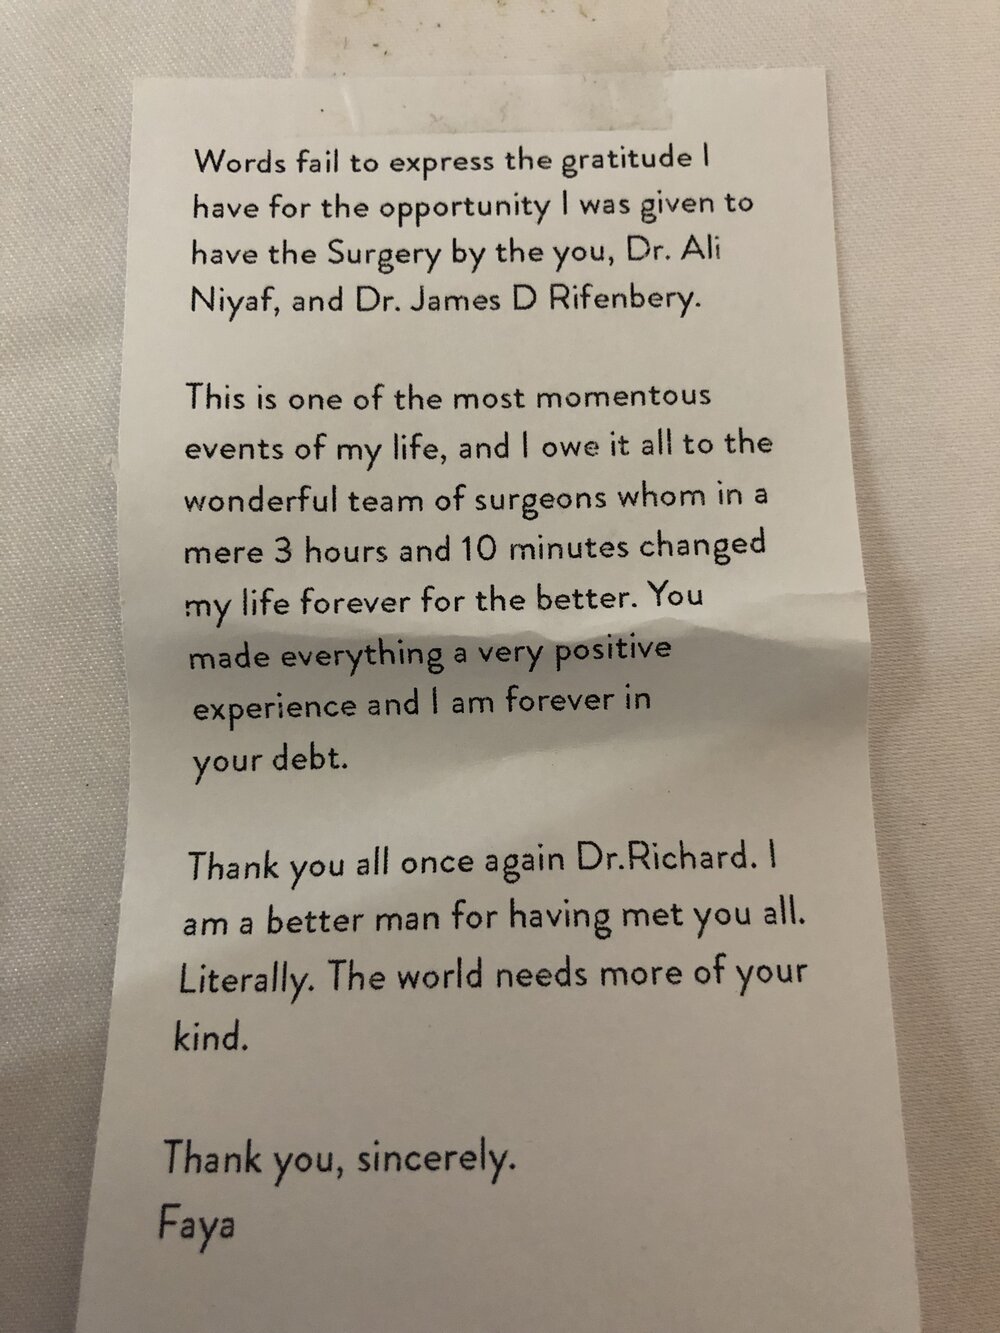 Words fail to express the gratitude I
have for the opportunity I was given to
have the Surgery by the you, Dr. Ali
Niyaf, and Dr. James D Rifenbery.
This is one of the most momentous
events of my life, and I owe it all to the
wonderful team of surgeons whom in a
mere 3 hours and 10 minutes changed
my life forever for the better. You
made everything a very positive
experience and I am forever in
your debt.
Thank you all once again Dr.Richard. I
am a better man for having met you all.
Literally. The world needs more of your
kind.
Thank you, sincerely.
Faya